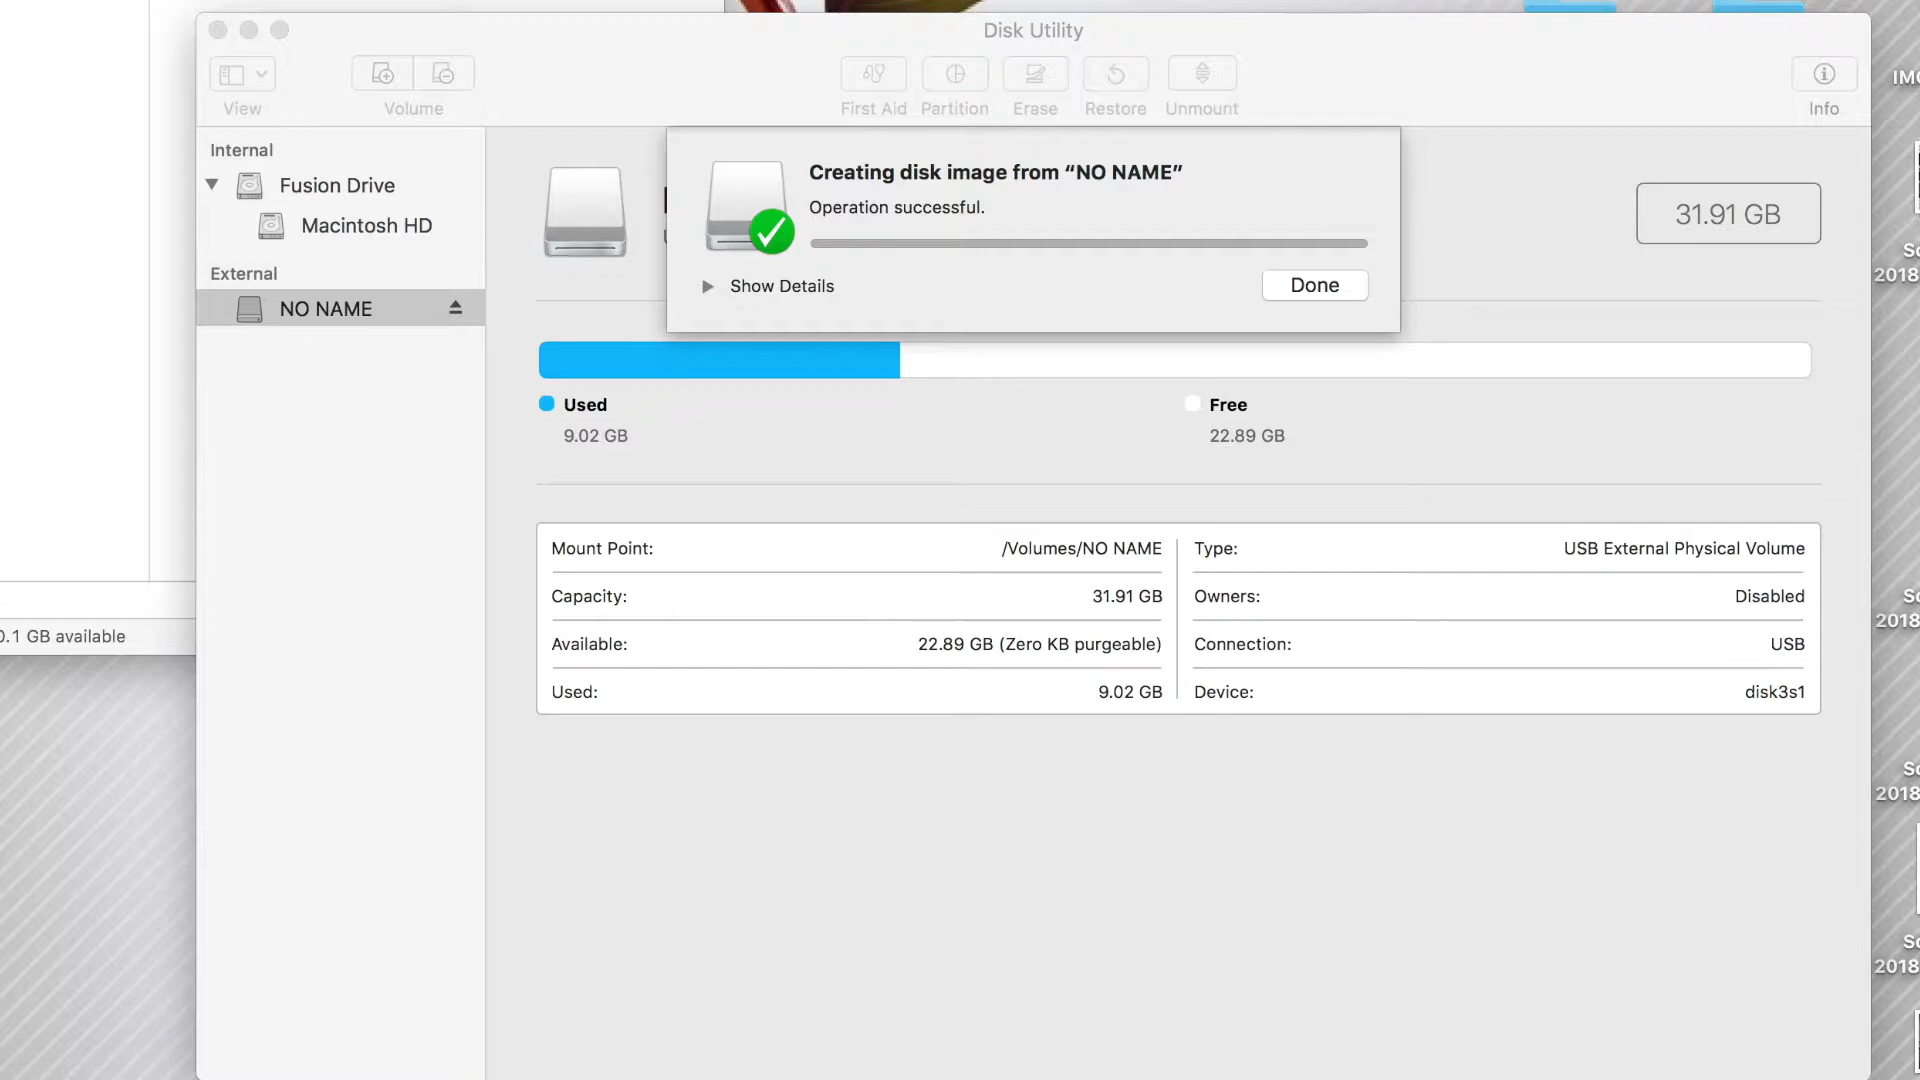 Disk Utility
View
Volume
First Aid
Partition
Erase
Restore
Unmount
Info
Internal
Fusion Drive
Macintosh HD
External
NO NAME
Creating disk image from “NO NAME”
Operation successful.
Show Details
Done
31.91 GB
Used
9.02 GB
Free
22.89 GB
Mount Point: /Volumes/NO NAME
Capacity: 31.91 GB
Available: 22.89 GB (Zero KB purgeable)
Used: 9.02 GB
Type: USB External Physical Volume
Owners: Disabled
Connection: USB
Device: disk3s1
0.1 GB available
2018
2018
2018
2018